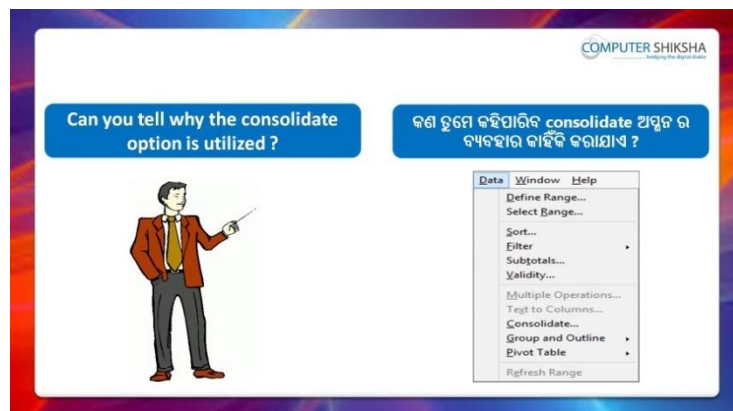 COMPUTER SHIKSHA
bridging the digital divide
Can you tell why the consolidate
option is utilized ?
କଣ ତୁମେ କହିପାରିବ consolidate ଅପ୍ସନ ର
ବ୍ୟବହାର କାହିଁକି କରାଯାଏ ?
Data Window Help
Define Range...
Select Range...
Sort...
Filter
Subtotals...
Validity...
Multiple Operations...
Text to Columns...
Consolidate...
Group and Outline
Pivot Table
Refresh Range